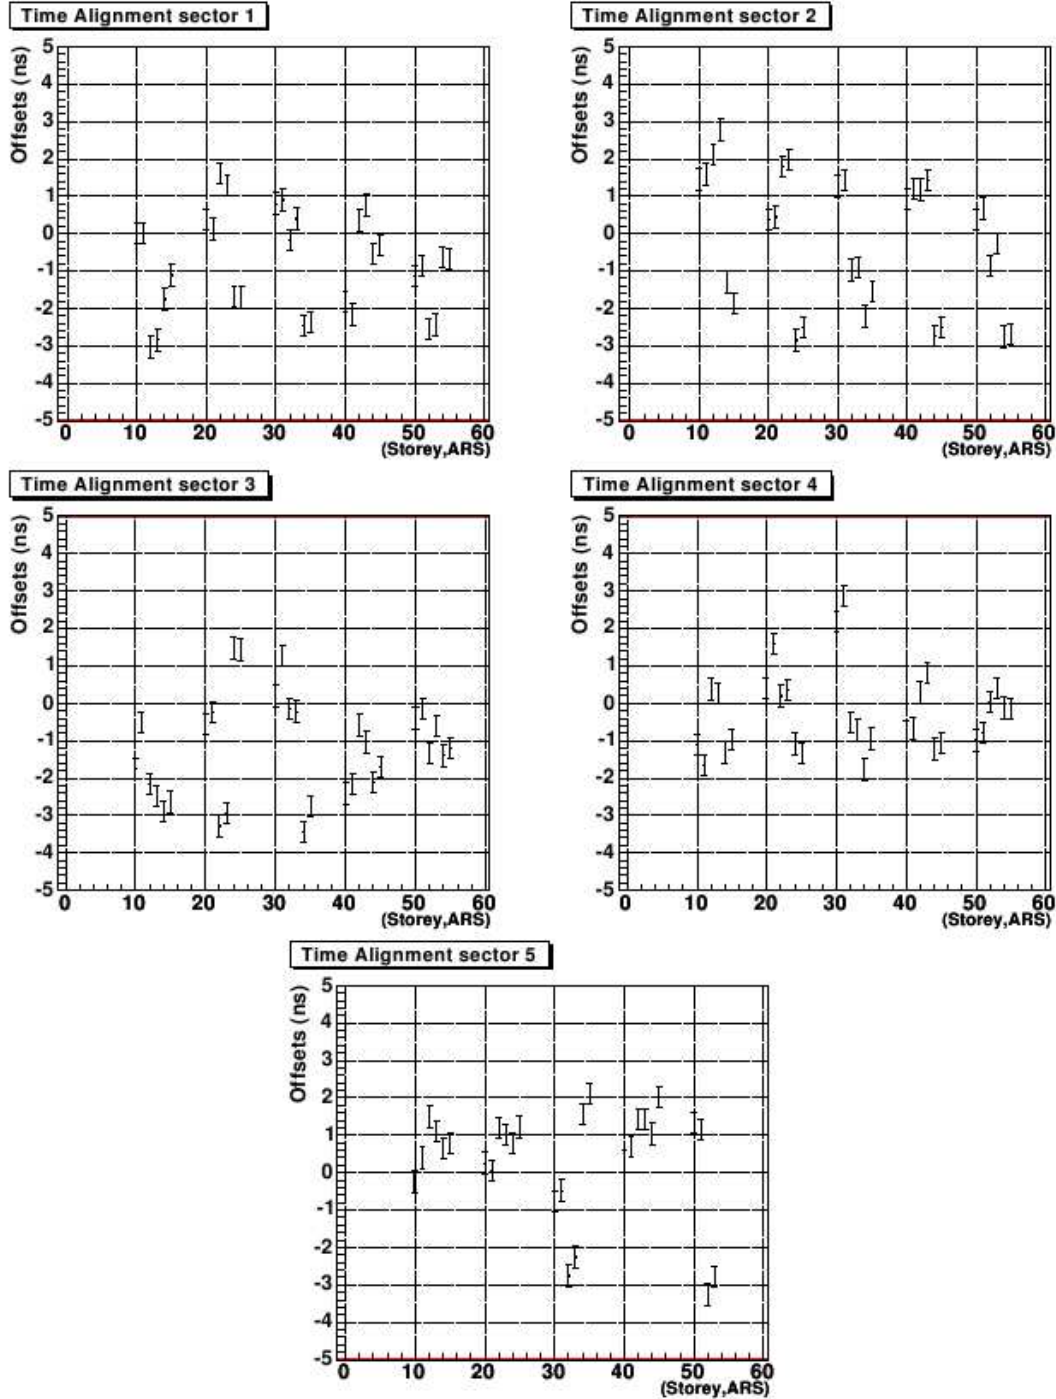 Time Alignment sector 1
Offsets (ns)
5
4
3
2
1
0
-1
-2
-3
-4
-5
0 10 20 30 40 50 60
(Storey,ARS)
Time Alignment sector 2
Offsets (ns)
5
4
3
2
1
0
-1
-2
-3
-4
-5
0 10 20 30 40 50 60
(Storey,ARS)
Time Alignment sector 3
Offsets (ns)
5
4
3
2
1
0
-1
-2
-3
-4
-5
0 10 20 30 40 50 60
(Storey,ARS)
Time Alignment sector 4
Offsets (ns)
5
4
3
2
1
0
-1
-2
-3
-4
-5
0 10 20 30 40 50 60
(Storey,ARS)
Time Alignment sector 5
Offsets (ns)
5
4
3
2
1
0
-1
-2
-3
-4
-5
0 10 20 30 40 50 60
(Storey,ARS)